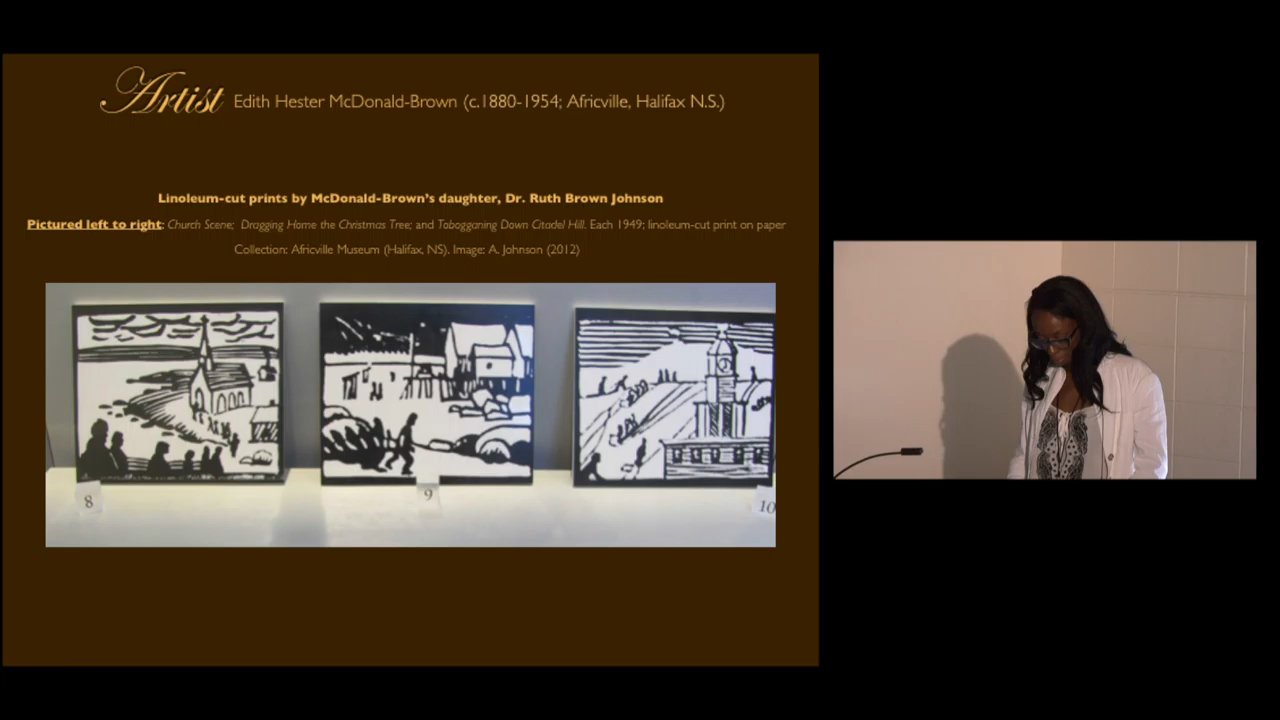 Artist Edith Hester McDonald-Brown (c.1880-1954; Africville, Halifax N.S.)
Linoleum-cut prints by McDonald-Brown's daughter, Dr. Ruth Brown Johnson
Pictured left to right: Church Scene; Dragging Home the Christmas Tree; and Tobogganing Down Citadel Hill. Each 1949; linoleum-cut print on paper
Collection: Africville Museum (Halifax, NS). Image: A. Johnson (2012)
8
9
10